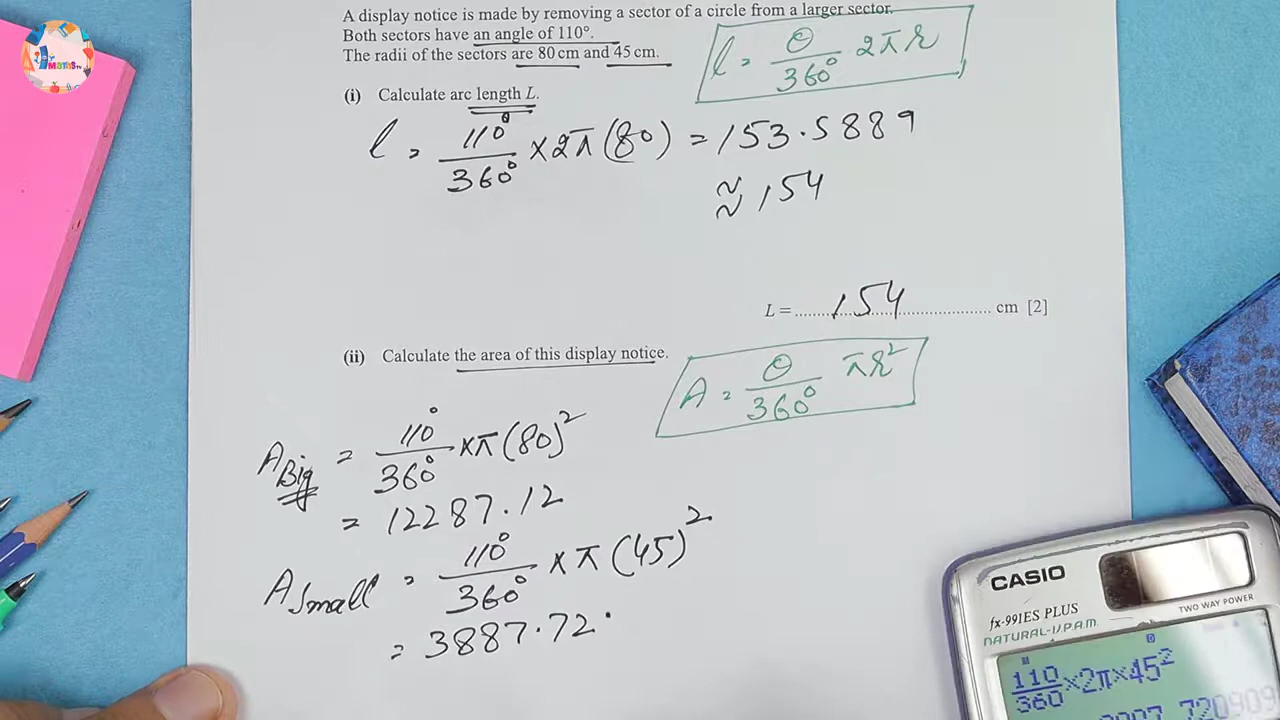 MATHS TV
A display notice is made by removing a sector of a circle from a larger sector.
Both sectors have an angle of 110°.
The radii of the sectors are 80 cm and 45 cm.
l = θ/360° 2πr
(i) Calculate arc length L.
l = 110°/360° ×2π(80) = 153.5889
≈ 154
L = ....154.... cm [2]
(ii) Calculate the area of this display notice.
A = θ/360° πr²
A Big = 110°/360° ×π(80)²
= 12287.12
A Small = 110°/360° ×π(45)²
= 3887.72.
CASIO
fx-991ES PLUS
TWO WAY POWER
NATURAL-V.P.A.M.
110/360×2π×45²